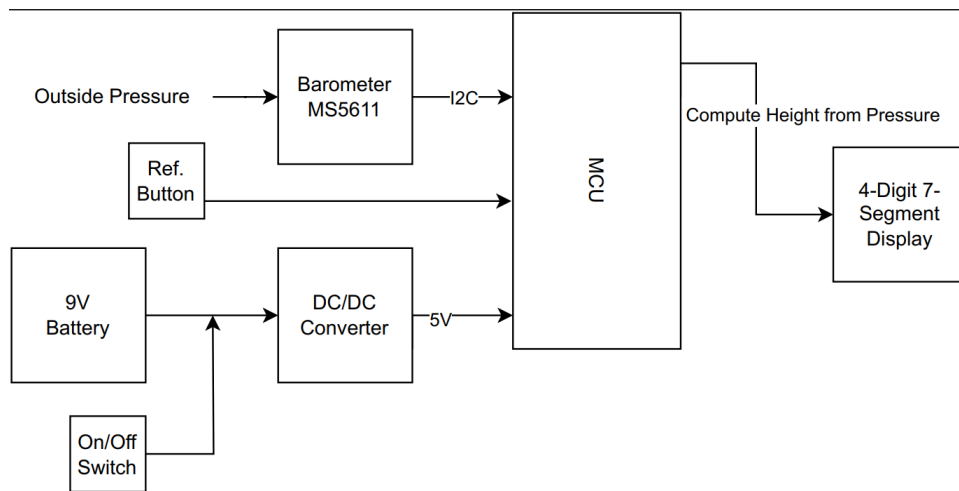 Outside Pressure
Barometer
MS5611
I2C
Ref.
Button
MCU
Compute Height from Pressure
4-Digit 7-
Segment
Display
9V
Battery
DC/DC
Converter
5V
On/Off
Switch